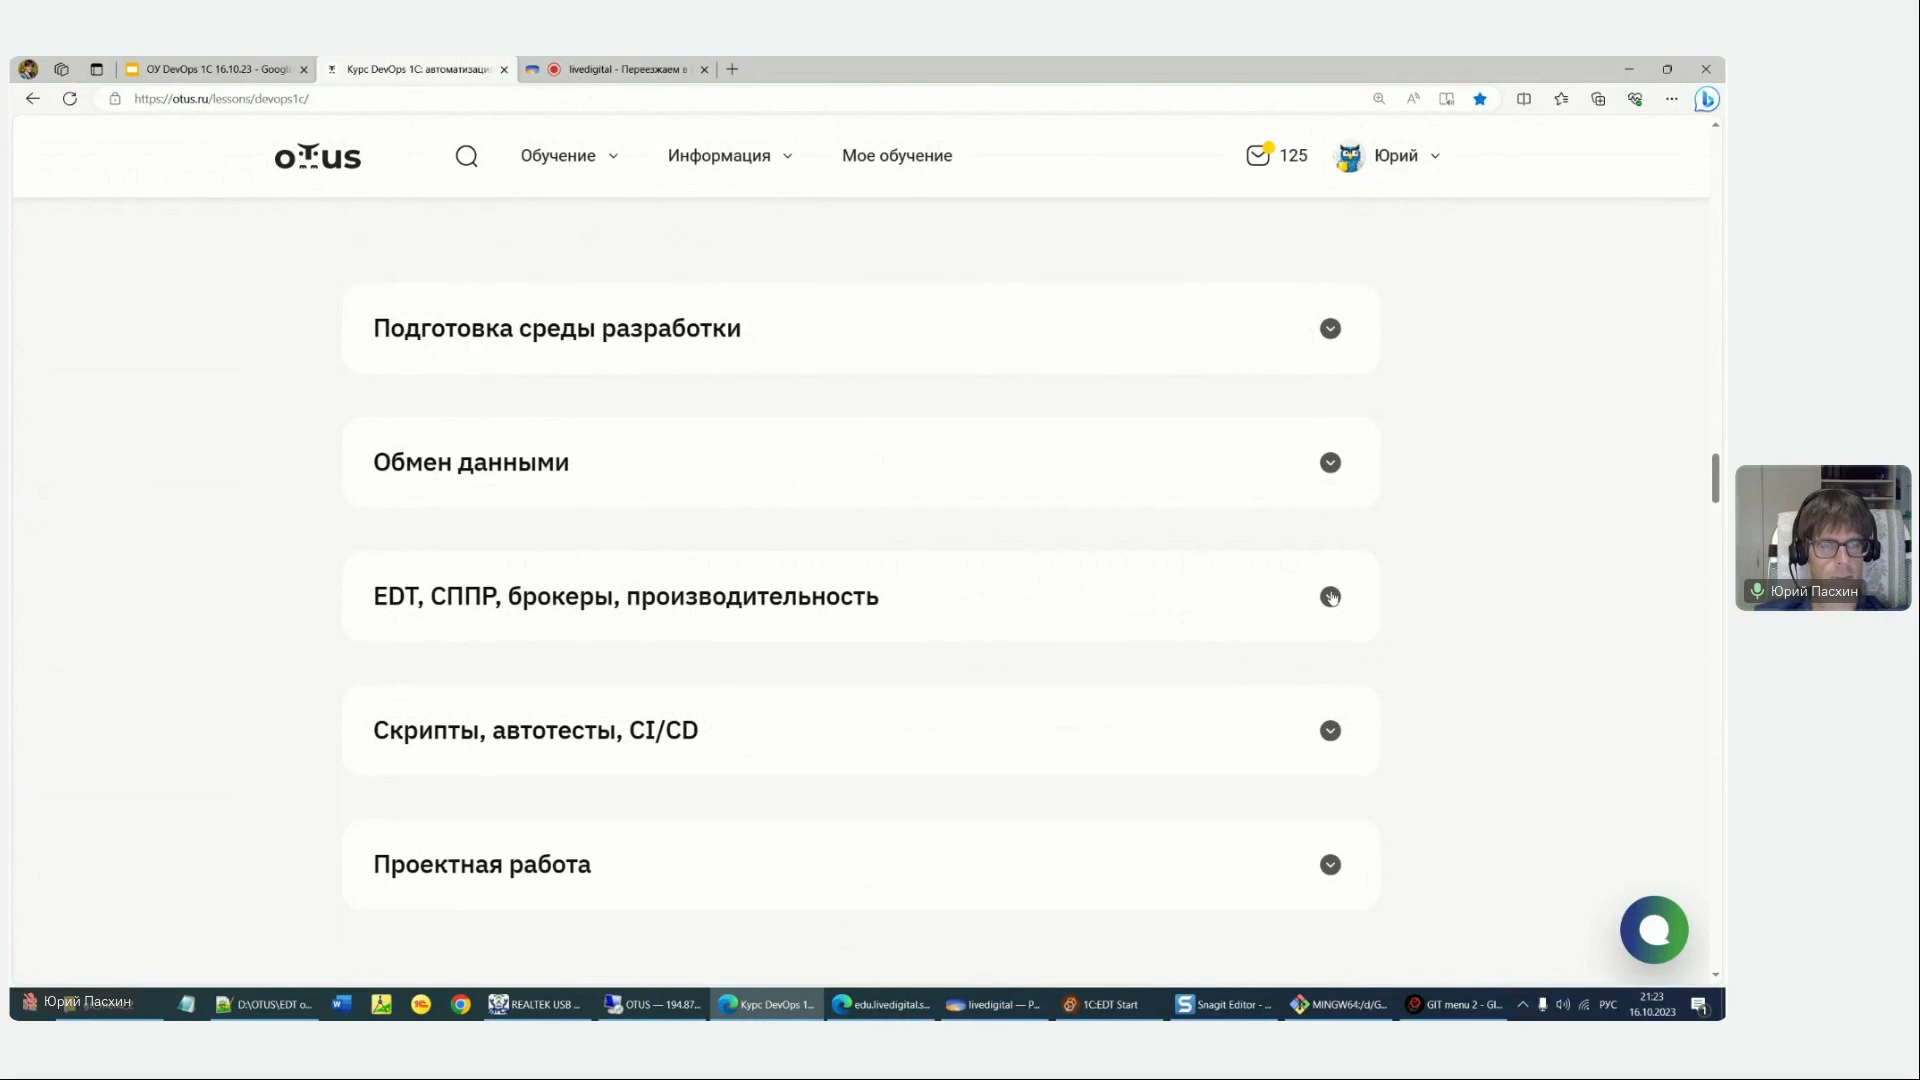 ОУ DevOps 1С 16.10.23 - Google
Курс DevOps 1С: автоматизаци
livedigital - Переезжаем в
https://otus.ru/lessons/devops1c/
OTUS
Обучение
Информация
Мое обучение
125
Юрий
Подготовка среды разработки
Обмен данными
EDT, СППР, брокеры, производительность
Скрипты, автотесты, CI/CD
Проектная работа
Юрий Пасхин
Юрий Пасхин
D:\OTUS\EDT о...
REALTEK USB ...
OTUS — 194.87...
Курс DevOps 1...
edu.livedigital.s...
livedigital — P...
1C:EDT Start
Snagit Editor - ...
MINGW64:/d/G...
GIT menu 2 - Gl...
РУС
21:23
16.10.2023
1